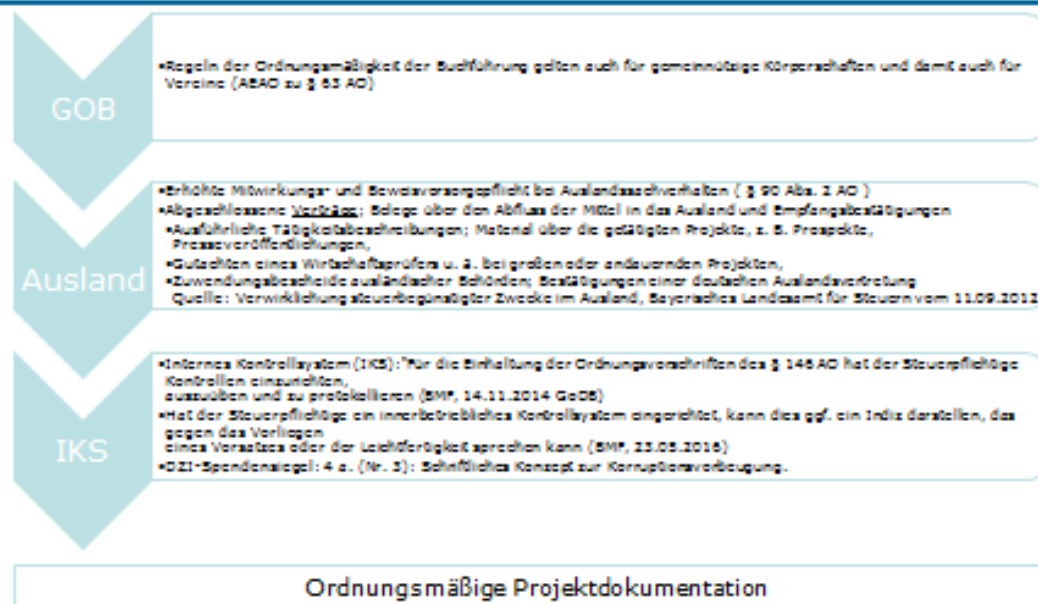 GOB
•Regeln der Ordnungsmäßigkeit der Buchführung gelten auch für gemeinnützige Körperschaften und damit auch für
Vereine (AEAO zu § 63 AO)
Ausland
•Erhöhte Mitwirkungs- und Beweisvorsorgepflicht bei Auslandssachverhalten ( § 90 Abs. 2 AO )
•Abgeschlossene Verträge; Belege über den Abfluss der Mittel in das Ausland und Empfangsbestätigungen
•Ausführliche Tätigkeitsbeschreibungen; Material über die getätigten Projekte, z. B. Prospekte,
Presseveröffentlichungen,
•Gutachten eines Wirtschaftsprüfers u. ä. bei großen oder andauernden Projekten,
•Zuwendungsbescheide ausländischer Behörden; Bestätigungen einer deutschen Auslandsvertretung
Quelle: Verwirklichung steuerbegünstigter Zwecke im Ausland, Bayerisches Landesamt für Steuern vom 11.09.2012
IKS
•Internes Kontrollsystem (IKS):"Für die Einhaltung der Ordnungsvorschriften des § 146 AO hat der Steuerpflichtige
Kontrollen einzurichten,
auszuüben und zu protokollieren (BMF, 14.11.2014 GoDB)
•Hat der Steuerpflichtige ein innerbetriebliches Kontrollsystem eingerichtet, kann dies ggf. ein Indiz darstellen, das
gegen das Vorliegen
eines Vorsatzes oder der Leichtfertigkeit sprechen kann (BMF, 23.05.2016)
•DZI-Spendensiegel: 4 a. (Nr. 3): Schriftliches Konzept zur Korruptionsvorbeugung.
Ordnungsmäßige Projektdokumentation